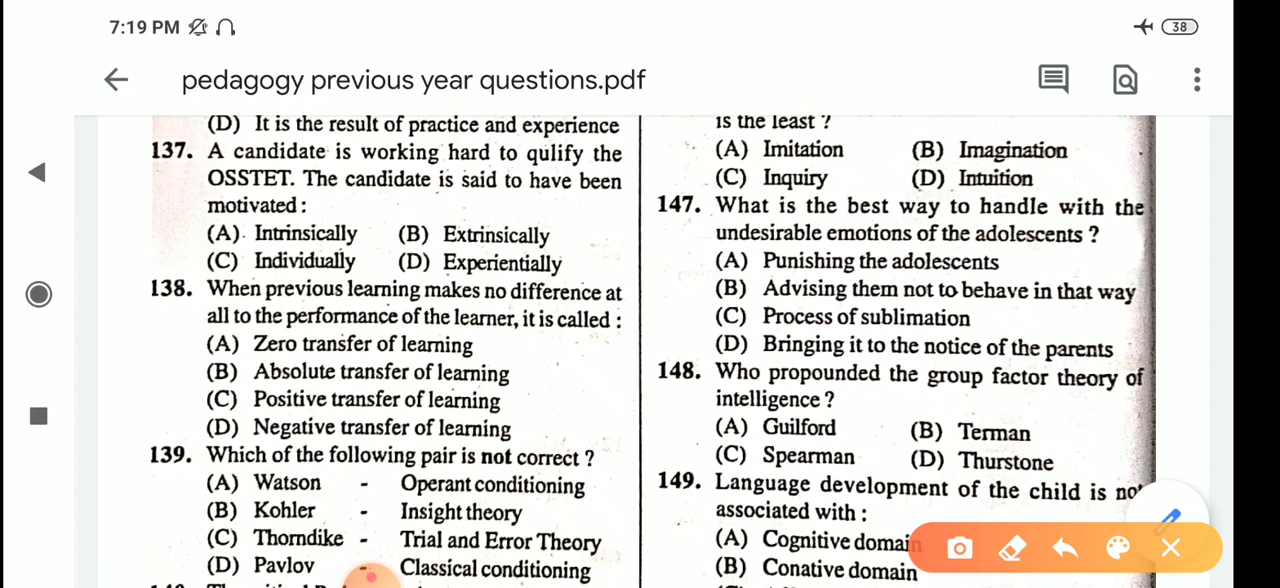 7:19 PM
38
pedagogy previous year questions.pdf
(D) It is the result of practice and experience
137. A candidate is working hard to qulify the
OSSTET. The candidate is said to have been
motivated :
(A) Intrinsically (B) Extrinsically
(C) Individually (D) Experientially
138. When previous learning makes no difference at
all to the performance of the learner, it is called :
(A) Zero transfer of learning
(B) Absolute transfer of learning
(C) Positive transfer of learning
(D) Negative transfer of learning
139. Which of the following pair is not correct ?
(A) Watson - Operant conditioning
(B) Kohler - Insight theory
(C) Thorndike - Trial and Error Theory
(D) Pavlov - Classical conditioning
is the least ?
(A) Imitation (B) Imagination
(C) Inquiry (D) Intuition
147. What is the best way to handle with the
undesirable emotions of the adolescents ?
(A) Punishing the adolescents
(B) Advising them not to behave in that way
(C) Process of sublimation
(D) Bringing it to the notice of the parents
148. Who propounded the group factor theory of
intelligence ?
(A) Guilford (B) Terman
(C) Spearman (D) Thurstone
149. Language development of the child is not
associated with :
(A) Cognitive domain
(B) Conative domain